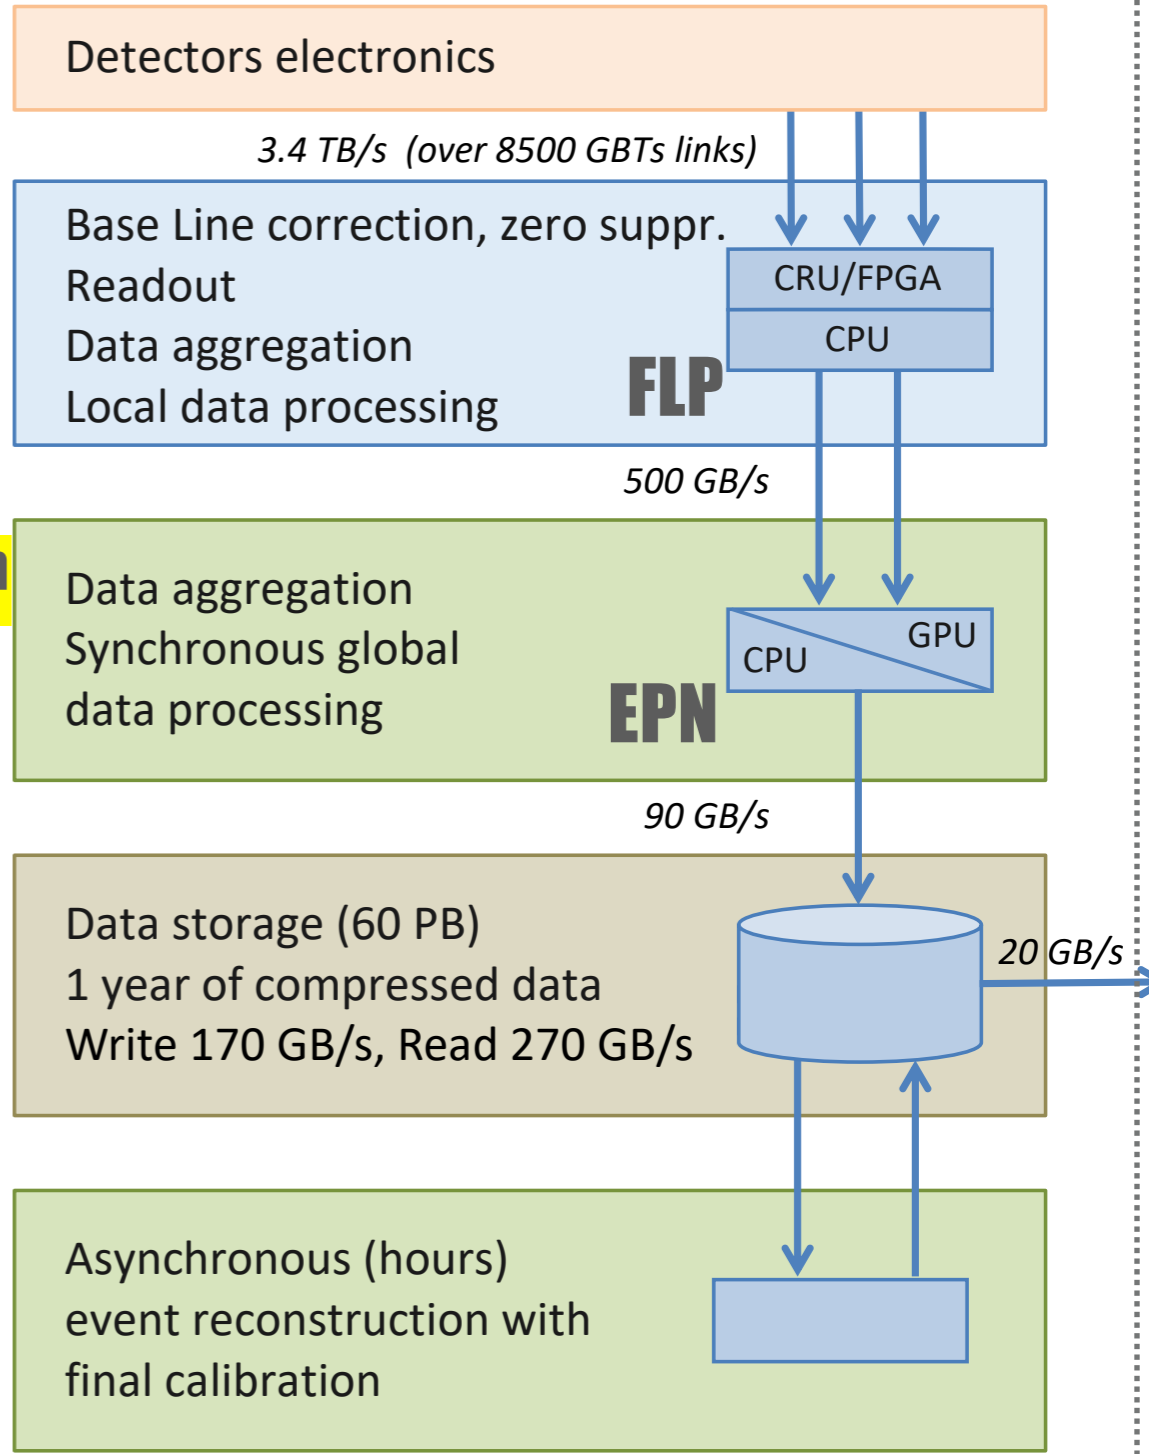 Detectors electronics
3.4 TB/s (over 8500 GBTs links)
Base Line correction, zero suppr.
Readout
Data aggregation
Local data processing
CRU/FPGA
CPU
FLP
500 GB/s
Data aggregation
Synchronous global
data processing
CPU
GPU
EPN
90 GB/s
Data storage (60 PB)
1 year of compressed data
Write 170 GB/s, Read 270 GB/s
20 GB/s
Asynchronous (hours)
event reconstruction with
final calibration